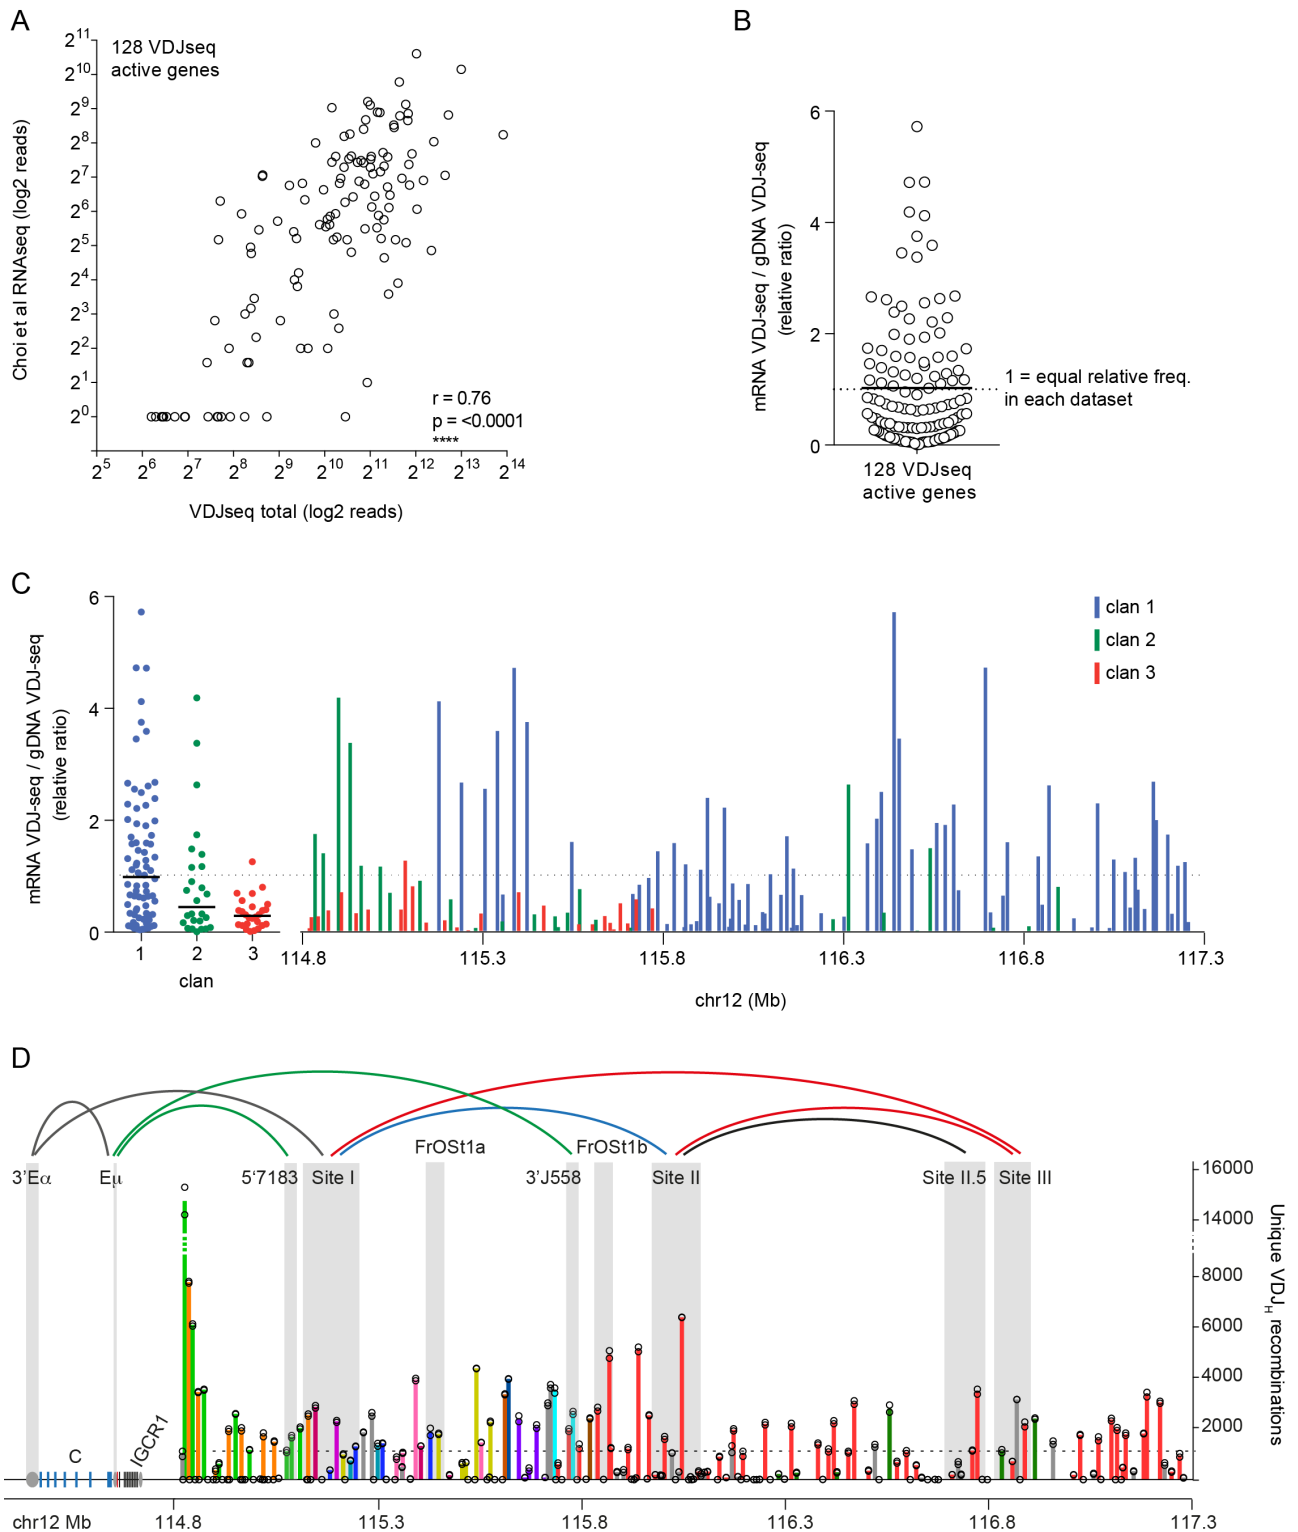 A
128 VDJseq
active genes
2^11
2^10
2^9
2^8
2^7
2^6
2^5
2^4
2^3
2^2
2^1
2^0
Choi et al RNAseq (log2 reads)
r = 0.76
p = <0.0001
****
2^5 2^6 2^7 2^8 2^9 2^10 2^11 2^12 2^13 2^14
VDJseq total (log2 reads)
B
6
4
2
0
mRNA VDJ-seq / gDNA VDJ-seq
(relative ratio)
1 = equal relative freq.
in each dataset
128 VDJseq
active genes
C
6
4
2
0
mRNA VDJ-seq / gDNA VDJ-seq
(relative ratio)
1 2 3
clan
clan 1
clan 2
clan 3
114.8 115.3 115.8 116.3 116.8 117.3
chr12 (Mb)
D
FrOSt1a FrOSt1b
3'Eα Eμ 5'7183 Site I 3'J558 Site II Site II.5 Site III
16000
14000
8000
6000
4000
2000
Unique VDJH recombinations
C IGCR1
chr12 Mb 114.8 115.3 115.8 116.3 116.8 117.3